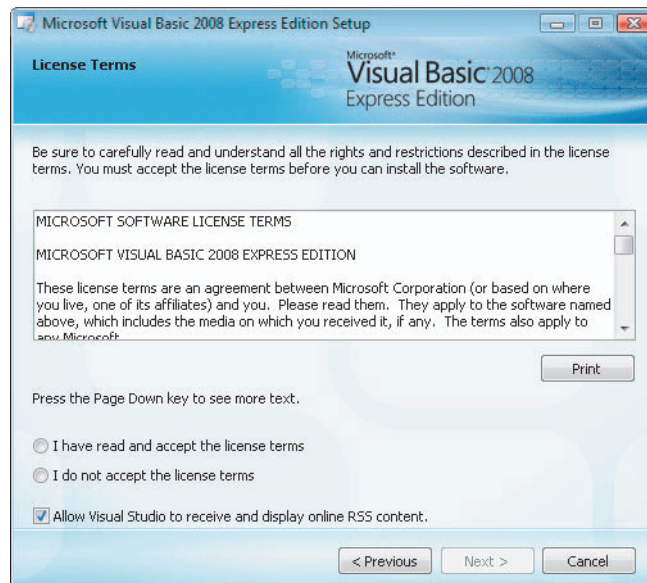 Microsoft Visual Basic 2008 Express Edition Setup
License Terms
Microsoft®
Visual Basic® 2008
Express Edition
Be sure to carefully read and understand all the rights and restrictions described in the license
terms. You must accept the license terms before you can install the software.
MICROSOFT SOFTWARE LICENSE TERMS
MICROSOFT VISUAL BASIC 2008 EXPRESS EDITION
These license terms are an agreement between Microsoft Corporation (or based on where
you live, one of its affiliates) and you.  Please read them.  They apply to the software named
above, which includes the media on which you received it, if any.  The terms also apply to
any Microsoft
Print
Press the Page Down key to see more text.
I have read and accept the license terms
I do not accept the license terms
Allow Visual Studio to receive and display online RSS content.
< Previous
Next >
Cancel